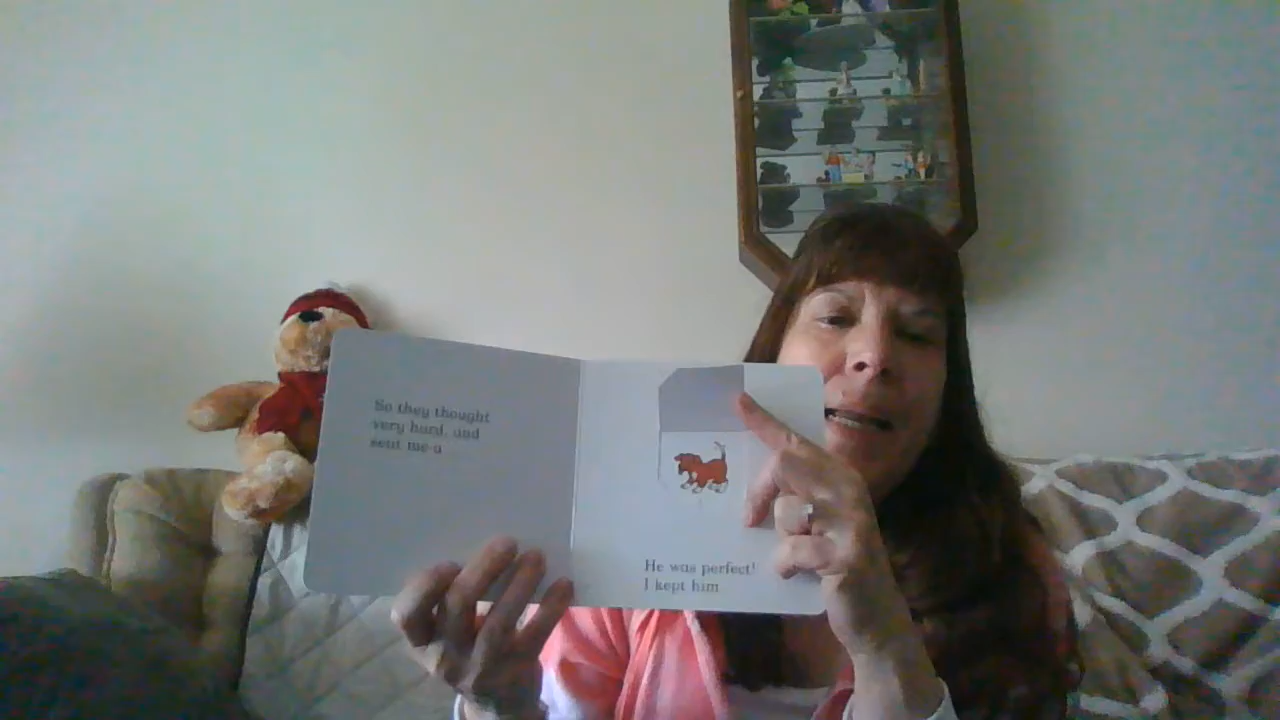 So they thought
very hard, and
sent me a
He was perfect!
I kept him